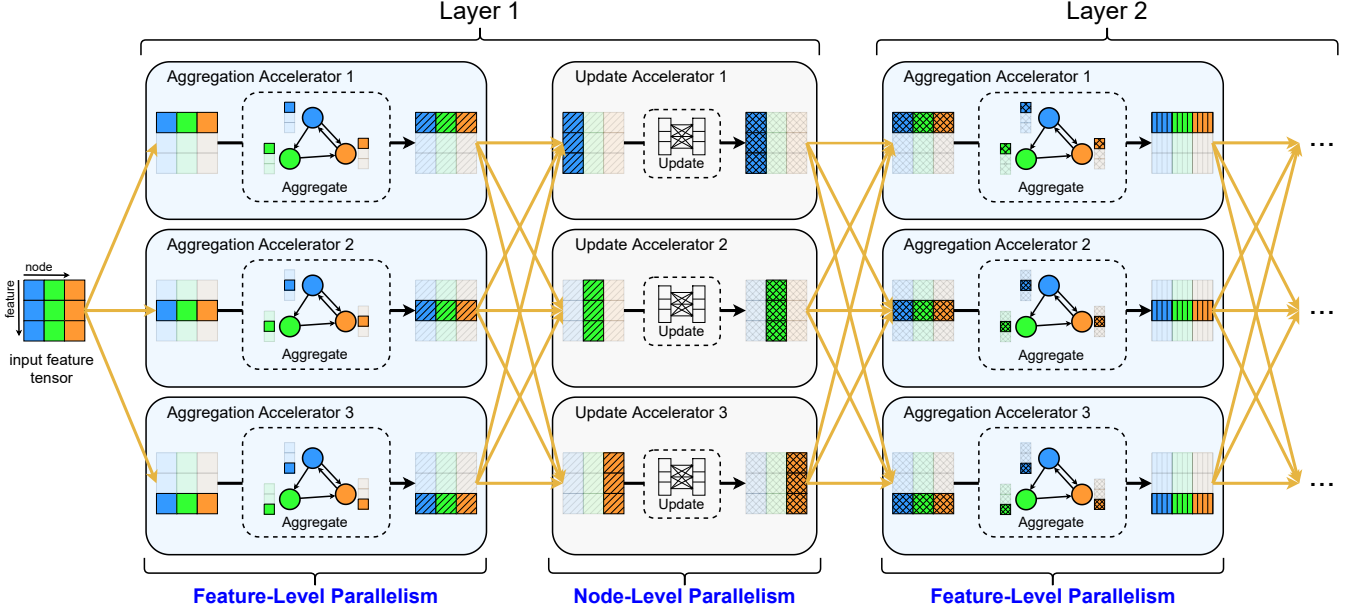 Layer 1
Layer 2
Aggregation Accelerator 1
Aggregate
Update Accelerator 1
Update
Aggregation Accelerator 1
Aggregate
...
Aggregation Accelerator 2
Aggregate
Update Accelerator 2
Update
Aggregation Accelerator 2
Aggregate
...
node
feature
input feature
tensor
Aggregation Accelerator 3
Aggregate
Update Accelerator 3
Update
Aggregation Accelerator 3
Aggregate
...
Feature-Level Parallelism
Node-Level Parallelism
Feature-Level Parallelism